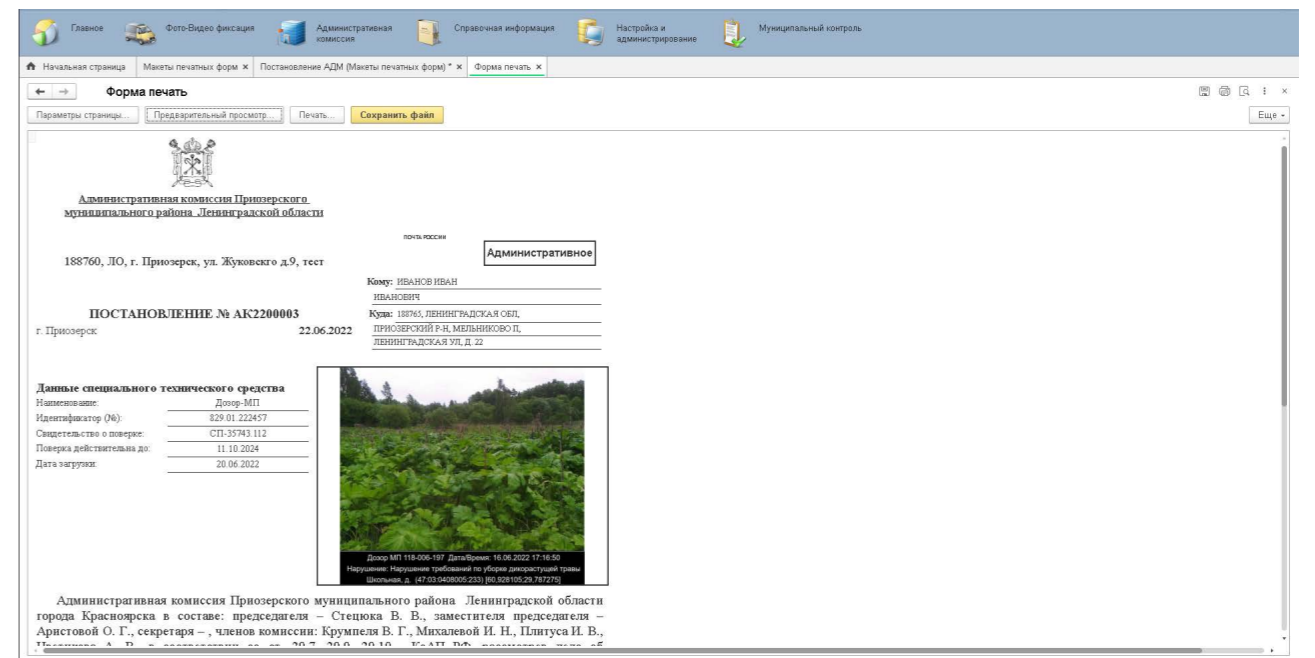 Главное
Фото-Видео фиксация
Административная комиссия
Справочная информация
Настройка и администрирование
Муниципальный контроль
Начальная страница
Макеты печатных форм ×
Постановление АДМ (Макеты печатных форм) * ×
Форма печать ×
Форма печать
Параметры страницы...
Предварительный просмотр...
Печать...
Сохранить файл
Еще
Административная комиссия Приозерского
муниципального района Ленинградской области
ПОЧТА РОССИИ
Административное
188760, ЛО, г. Приозерск, ул. Жуковскго д.9, тест
Кому: ИВАНОВ ИВАН
ИВАНОВИЧ
ПОСТАНОВЛЕНИЕ № АК2200003
Куда: 188765, ЛЕНИНГРАДСКАЯ ОБЛ,
г. Приозерск 22.06.2022
ПРИОЗЕРСКИЙ Р-Н, МЕЛЬНИКОВО П,
ЛЕНИНГРАДСКАЯ УЛ, Д. 22
Данные специального технического средства
Наименование: Дозор-МП
Идентификатор (№): 829.01.222457
Свидетельство о поверке: СП-35743.112
Поверка действительна до: 11.10.2024
Дата загрузки: 20.06.2022
Дозор МП 118-006-197 Дата/Время: 16.06.2022 17:16:50
Нарушение: Нарушение требований по уборке дикорастущей травы
Школьная, д. (47:03:0408005:233) [60,928105;29,787275]
Административная комиссия Приозерского муниципального района Ленинградской области
города Красноярска в составе: председателя – Стецюка В. В., заместителя председателя –
Аристовой О. Г., секретаря – , членов комиссии: Крумпеля В. Г., Михалевой И. Н., Плитуса И. В.,